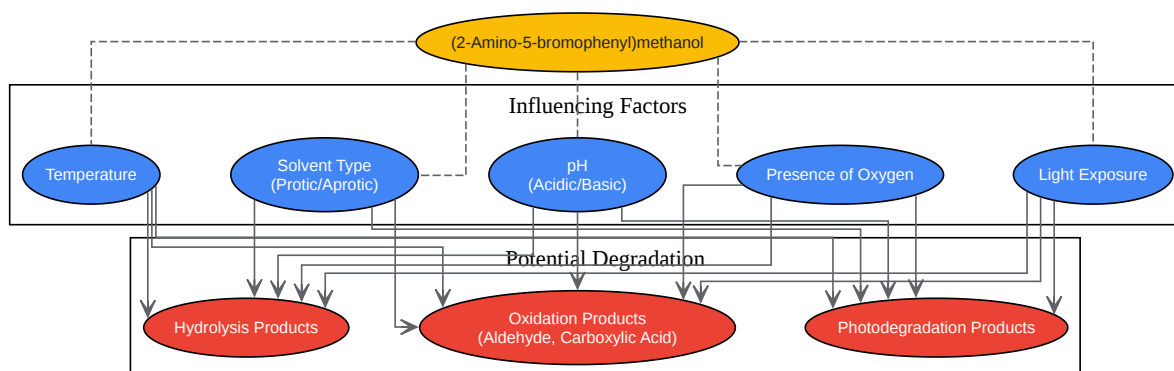 (2-Amino-5-bromophenyl)methanol
Influencing Factors
Temperature
Solvent Type
(Protic/Aprotic)
pH
(Acidic/Basic)
Presence of Oxygen
Light Exposure
Potential Degradation
Hydrolysis Products
Oxidation Products
(Aldehyde, Carboxylic Acid)
Photodegradation Products